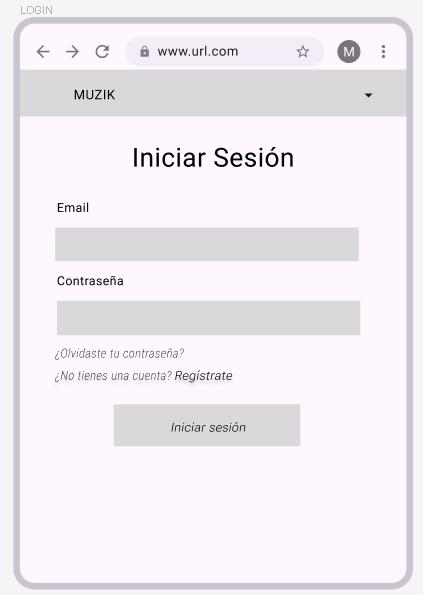 LOGIN
www.url.com
M
MUZIK
Iniciar Sesión
Email
Contraseña
¿Olvidaste tu contraseña?
¿No tienes una cuenta? Regístrate
Iniciar sesión